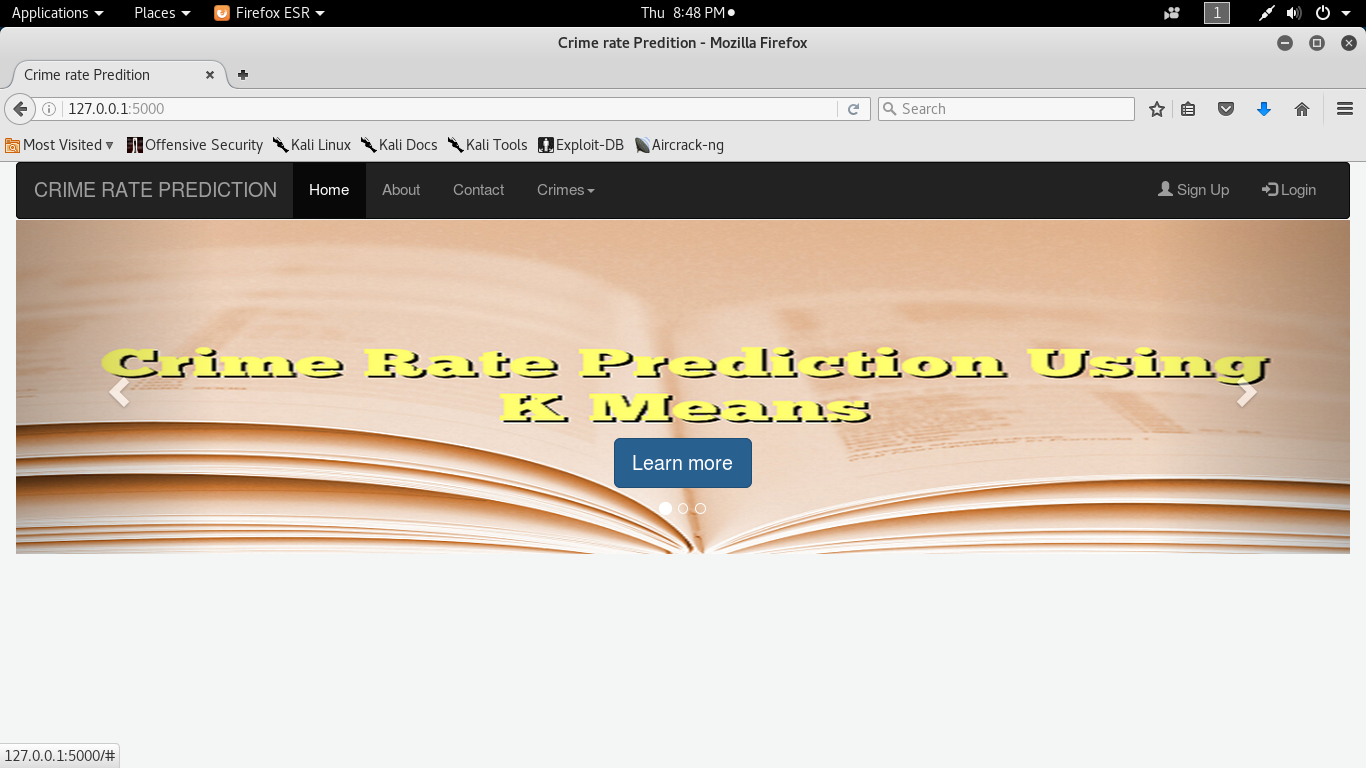 Applications Places Firefox ESR Thu 8:48 PM 1
Crime rate Predition - Mozilla Firefox
Crime rate Predition
127.0.0.1:5000 Search
Most Visited Offensive Security Kali Linux Kali Docs Kali Tools Exploit-DB Aircrack-ng
CRIME RATE PREDICTION Home About Contact Crimes Sign Up Login
Crime Rate Prediction Using
K Means
Learn more
127.0.0.1:5000/#